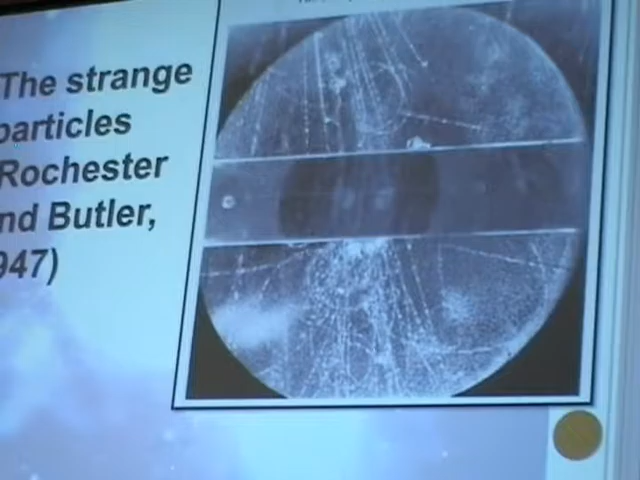 The strange
particles
Rochester
nd Butler,
947)